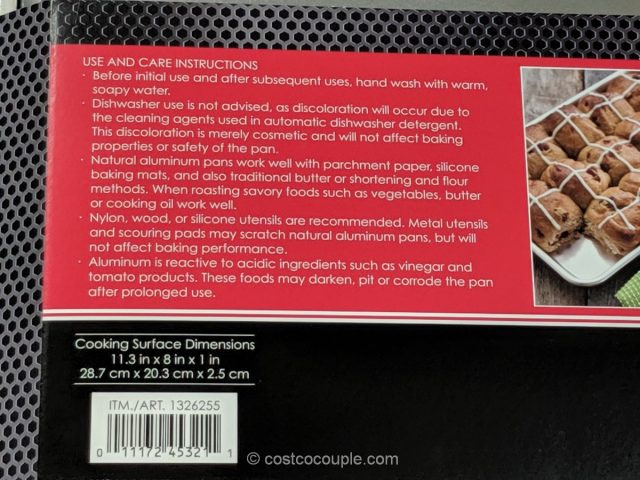 USE AND CARE INSTRUCTIONS
· Before initial use and after subsequent uses, hand wash with warm,
soapy water.
· Dishwasher use is not advised, as discoloration will occur due to
the cleaning agents used in automatic dishwasher detergent.
This discoloration is merely cosmetic and will not affect baking
properties or safety of the pan.
· Natural aluminum pans work well with parchment paper, silicone
baking mats, and also traditional butter or shortening and flour
methods. When roasting savory foods such as vegetables, butter
or cooking oil work well.
· Nylon, wood, or silicone utensils are recommended. Metal utensils
and scouring pads may scratch natural aluminum pans, but will
not affect baking performance.
· Aluminum is reactive to acidic ingredients such as vinegar and
tomato products. These foods may darken, pit or corrode the pan
after prolonged use.
Cooking Surface Dimensions
11.3 in x 8 in x 1 in
28.7 cm x 20.3 cm x 2.5 cm
ITM./ART. 1326255
0 11172 45321 1
© costcocouple.com